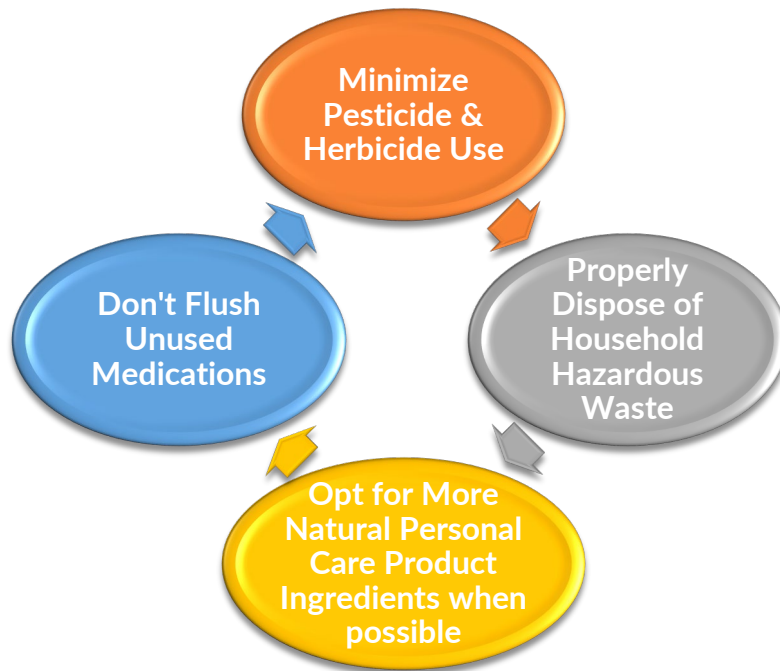 Minimize
Pesticide &
Herbicide Use
Properly
Dispose of
Household
Hazardous
Waste
Opt for More
Natural Personal
Care Product
Ingredients when
possible
Don't Flush
Unused
Medications